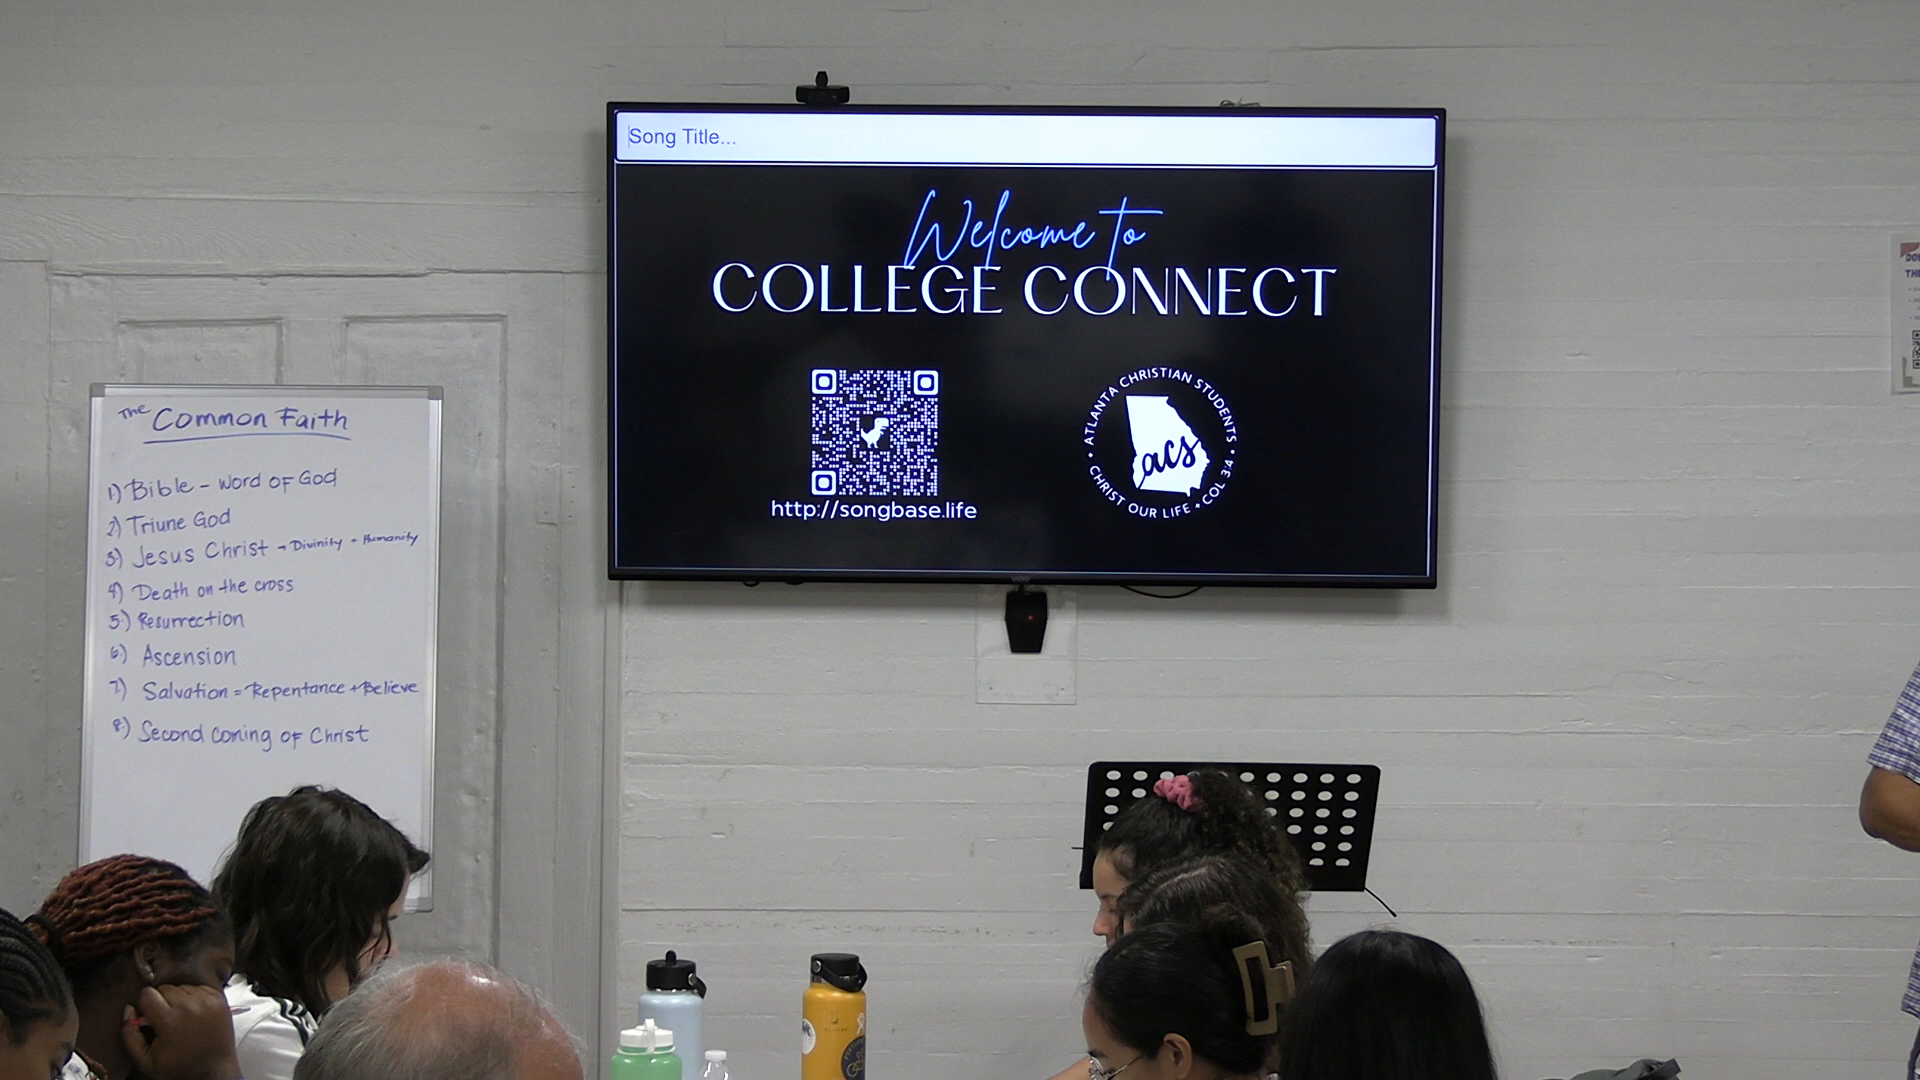 Song Title...
Welcome to
COLLEGE CONNECT
http://songbase.life
• ATLANTA CHRISTIAN STUDENTS •
acs
CHRIST OUR LIFE • COL 3:4
The Common Faith
1) Bible - Word of God
2) Triune God
3) Jesus Christ → Divinity + Humanity
4) Death on the cross
5.) Resurrection
6.) Ascension
7.) Salvation = Repentance + Believe
8.) Second Coming of Christ